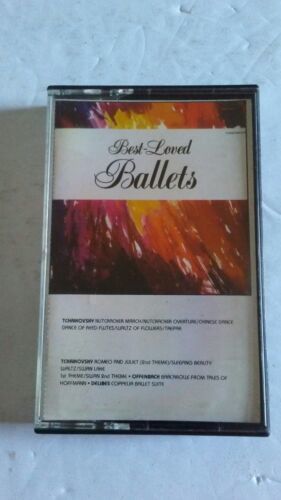 Best-Loved
Ballets
TCHAIKOVSKY NUTCRACKER MARCH/NUTCRACKER OVERTURE/CHINESE DANCE
DANCE OF REED FLUTES/WALTZ OF FLOWERS/TREPAK
TCHAIKOVSKY ROMEO AND JULIET (2nd THEME)/SLEEPING BEAUTY
WALTZ/SWAN LAKE
1st THEME/SWAN 2nd THEME • OFFENBACH BARCAROLLE FROM TALES OF
HOFFMANN • DELIBES COPPELIA BALLET SUITE